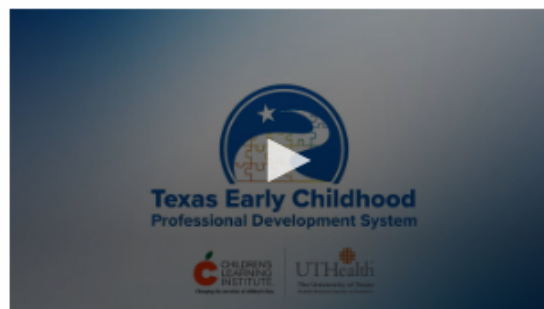 Texas Early Childhood
Professional Development System
CHILDREN'S
LEARNING
INSTITUTE
UTHealth
The University of Texas